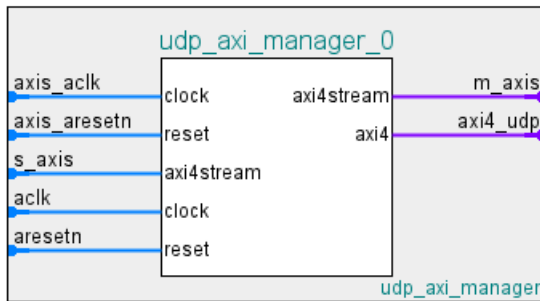 udp_axi_manager_0
axis_aclk
clock
axi4stream
m_axis
axis_aresetn
reset
axi4
axi4_udp
s_axis
axi4stream
aclk
clock
aresetn
reset
udp_axi_manager